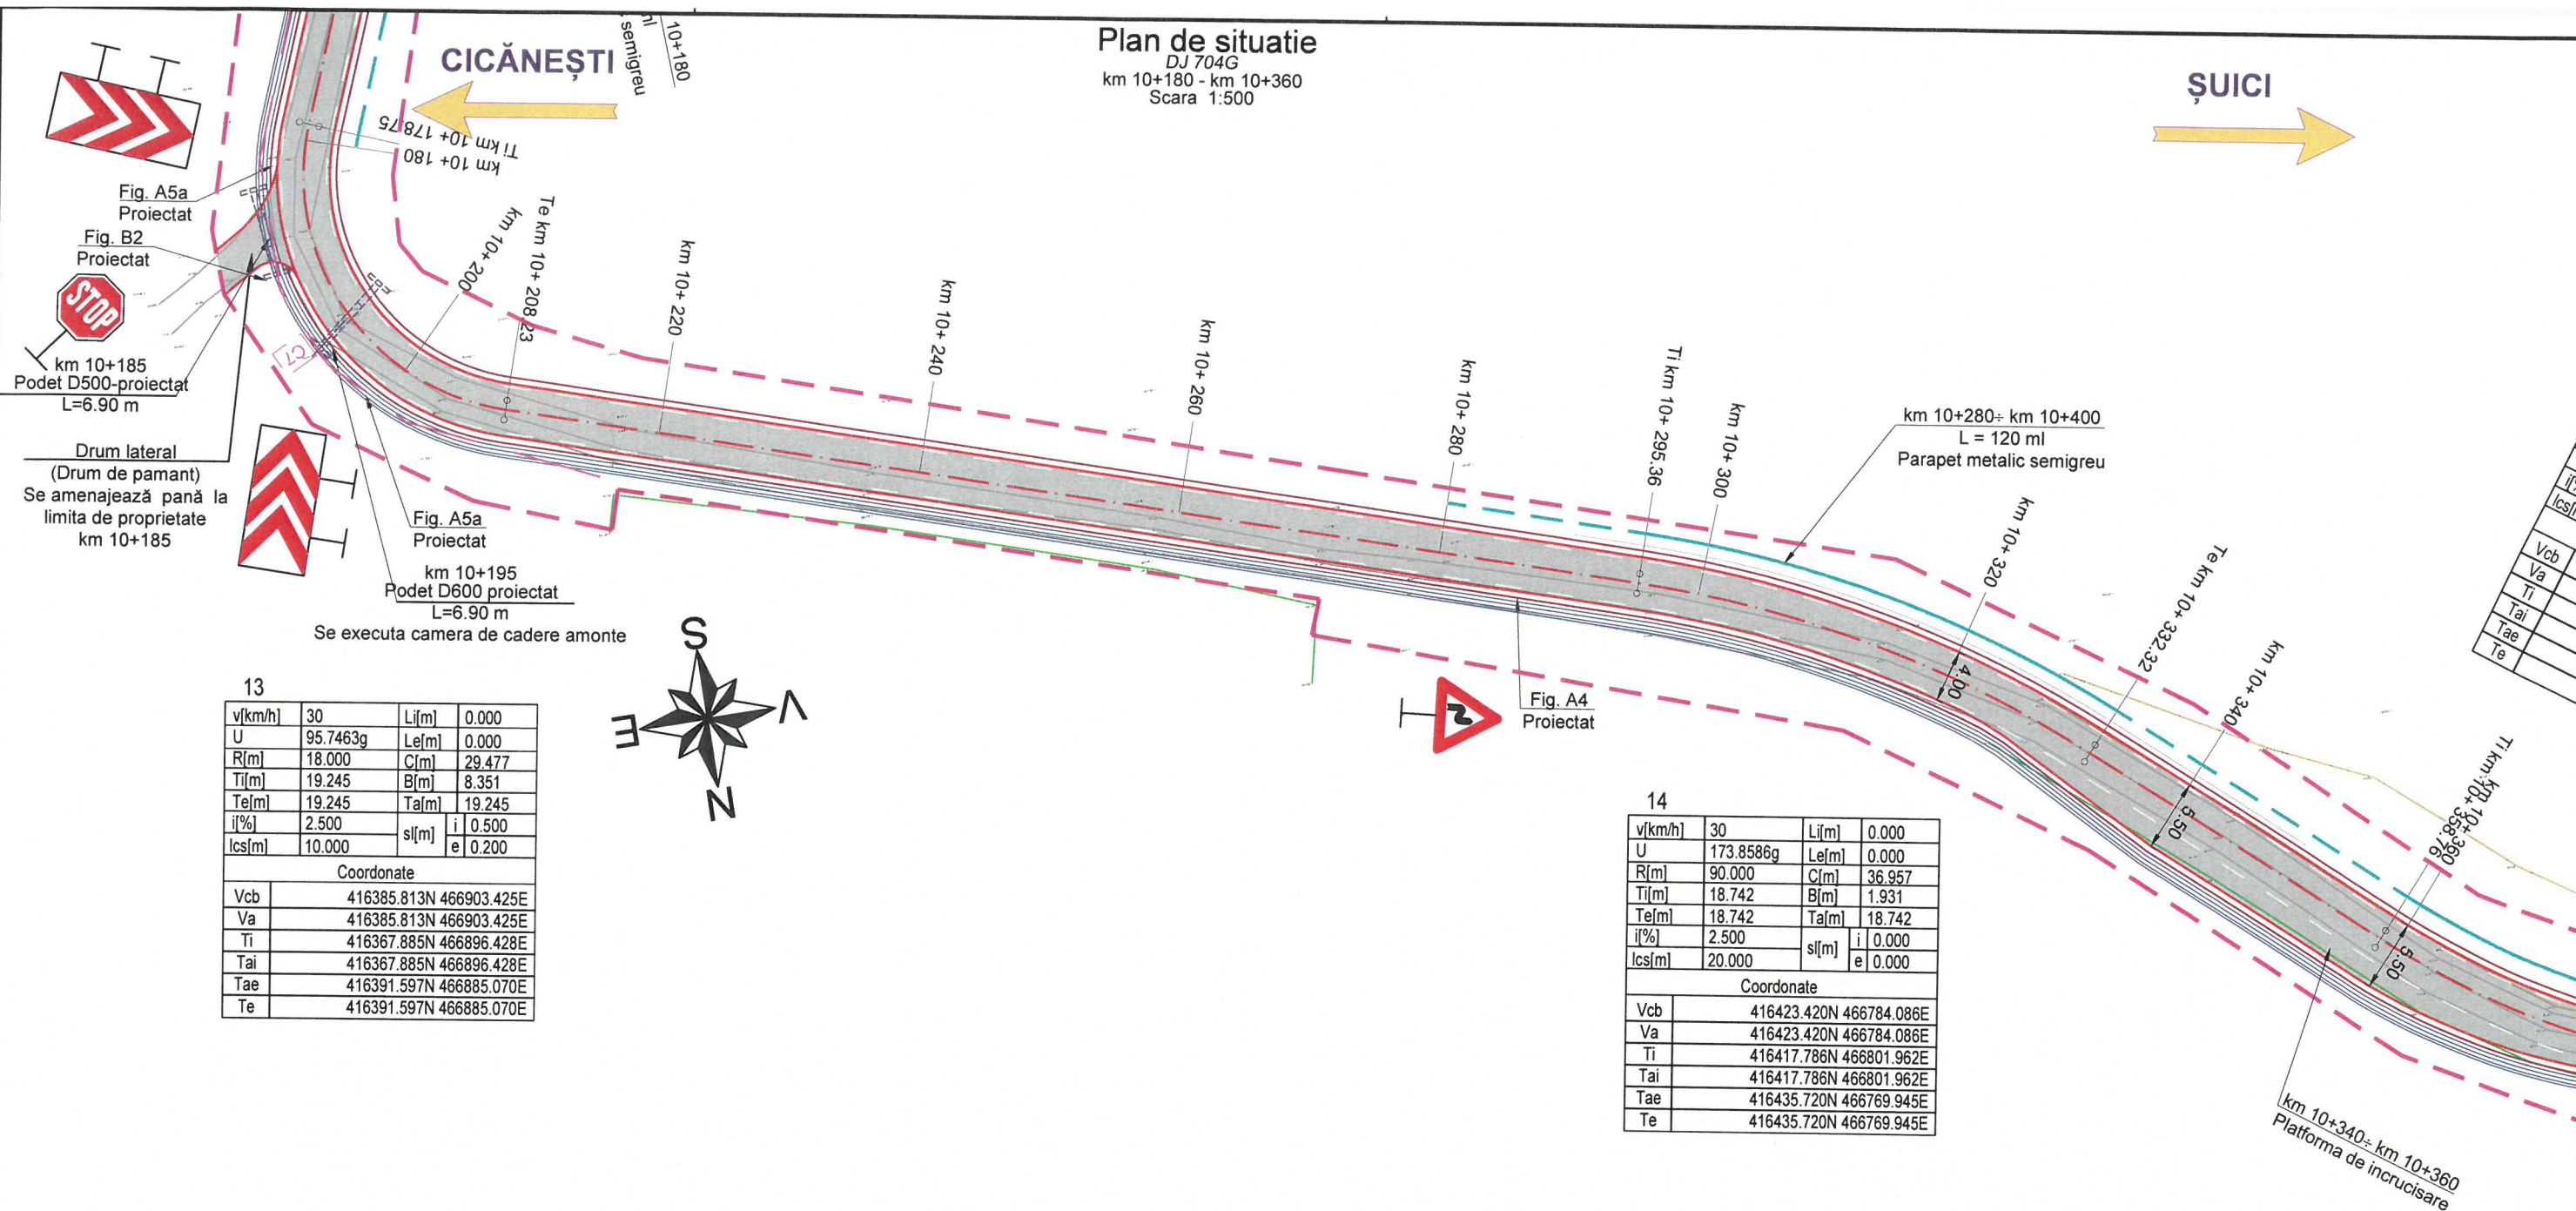 Plan de situatie
DJ 704G
km 10+180 - km 10+360
Scara 1:500
CICĂNEȘTI
ȘUICI
10+180
ml
semigreu
Ti km 10+ 178.75
km 10+ 180
Fig. A5a
Proiectat
Fig. B2
Proiectat
STOP
km 10+185
Podet D500-proiectat
L=6.90 m
Drum lateral
(Drum de pamant)
Se amenajează pană la
limita de proprietate
km 10+185
C7
km 10+ 200
Te km 10+ 208.23
km 10+ 220
km 10+ 240
km 10+ 260
km 10+ 280
Ti km 10+ 295.36
km 10+ 300
km 10+280÷ km 10+400
L = 120 ml
Parapet metalic semigreu
km 10+ 320
Te km 10+ 332.32
km 10+ 340
Ti km 10+ 358.76
km 10+ 360
4.00
5.50
5.50
Fig. A5a
Proiectat
km 10+195
Podet D600 proiectat
L=6.90 m
Se executa camera de cadere amonte
S
E
V
N
Fig. A4
Proiectat
13
v[km/h] 30 Li[m] 0.000
U 95.7463g Le[m] 0.000
R[m] 18.000 C[m] 29.477
Ti[m] 19.245 B[m] 8.351
Te[m] 19.245 Ta[m] 19.245
i[%] 2.500 sl[m] i 0.500
lcs[m] 10.000 e 0.200
Coordonate
Vcb 416385.813N 466903.425E
Va 416385.813N 466903.425E
Ti 416367.885N 466896.428E
Tai 416367.885N 466896.428E
Tae 416391.597N 466885.070E
Te 416391.597N 466885.070E
14
v[km/h] 30 Li[m] 0.000
U 173.8586g Le[m] 0.000
R[m] 90.000 C[m] 36.957
Ti[m] 18.742 B[m] 1.931
Te[m] 18.742 Ta[m] 18.742
i[%] 2.500 sl[m] i 0.000
lcs[m] 20.000 e 0.000
Coordonate
Vcb 416423.420N 466784.086E
Va 416423.420N 466784.086E
Ti 416417.786N 466801.962E
Tai 416417.786N 466801.962E
Tae 416435.720N 466769.945E
Te 416435.720N 466769.945E
lcs[
Vcb
Va
Ti
Tai
Tae
Te
km 10+340÷ km 10+360
Platforma de incrucisare